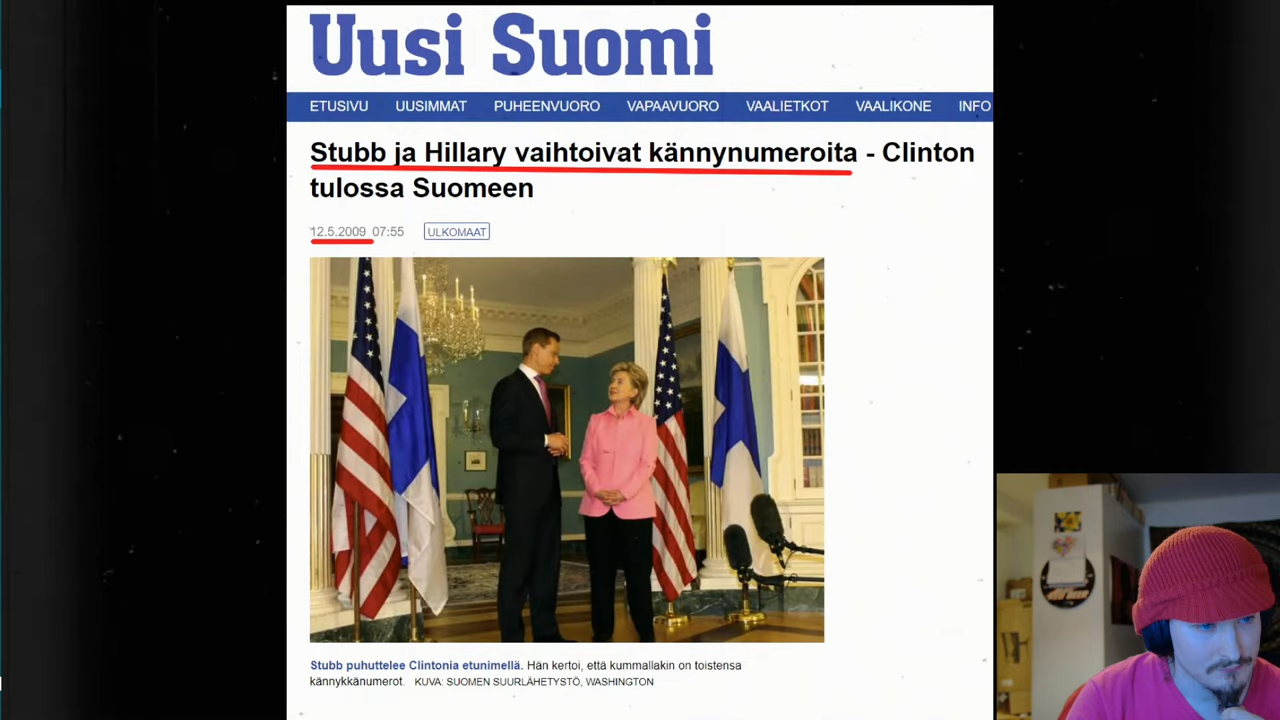 Uusi Suomi
ETUSIVU UUSIMMAT PUHEENVUORO VAPAAVUORO VAALIETKOT VAALIKONE INFO
Stubb ja Hillary vaihtoivat kännynumeroita - Clinton
tulossa Suomeen
12.5.2009 07:55 ULKOMAAT
Stubb puhuttelee Clintonia etunimellä. Hän kertoi, että kummallakin on toistensa
kännykkänumerot. KUVA: SUOMEN SUURLÄHETYSTÖ, WASHINGTON